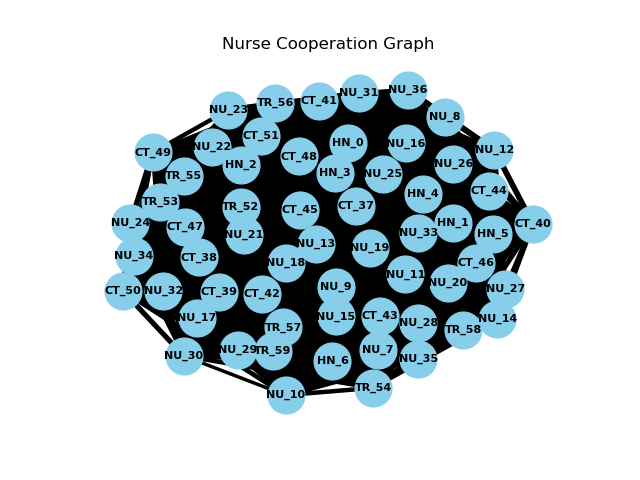 Nurse Cooperation Graph
NU_36
NU_31
CT_41
TR_56
NU_23
NU_8
CT_51
HN_0
NU_16
NU_22
NU_12
CT_49
CT_48
NU_26
HN_2
HN_3
NU_25
TR_55
CT_44
HN_4
TR_53
TR_52
CT_45
CT_37
NU_24
HN_1
CT_40
CT_47
NU_33
HN_5
NU_21
NU_13
NU_19
NU_34
CT_38
NU_18
CT_46
NU_11
NU_20
NU_9
NU_27
CT_50
NU_32
CT_39
CT_42
NU_17
NU_15
CT_43
NU_14
NU_28
TR_57
TR_58
NU_29
TR_59
NU_7
NU_30
HN_6
NU_35
TR_54
NU_10